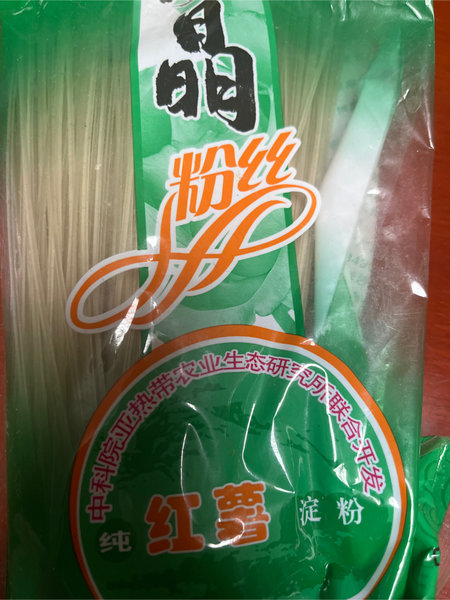 晶
粉丝
中科院亚热带农业生态研究所联合开发
纯 红薯 淀粉